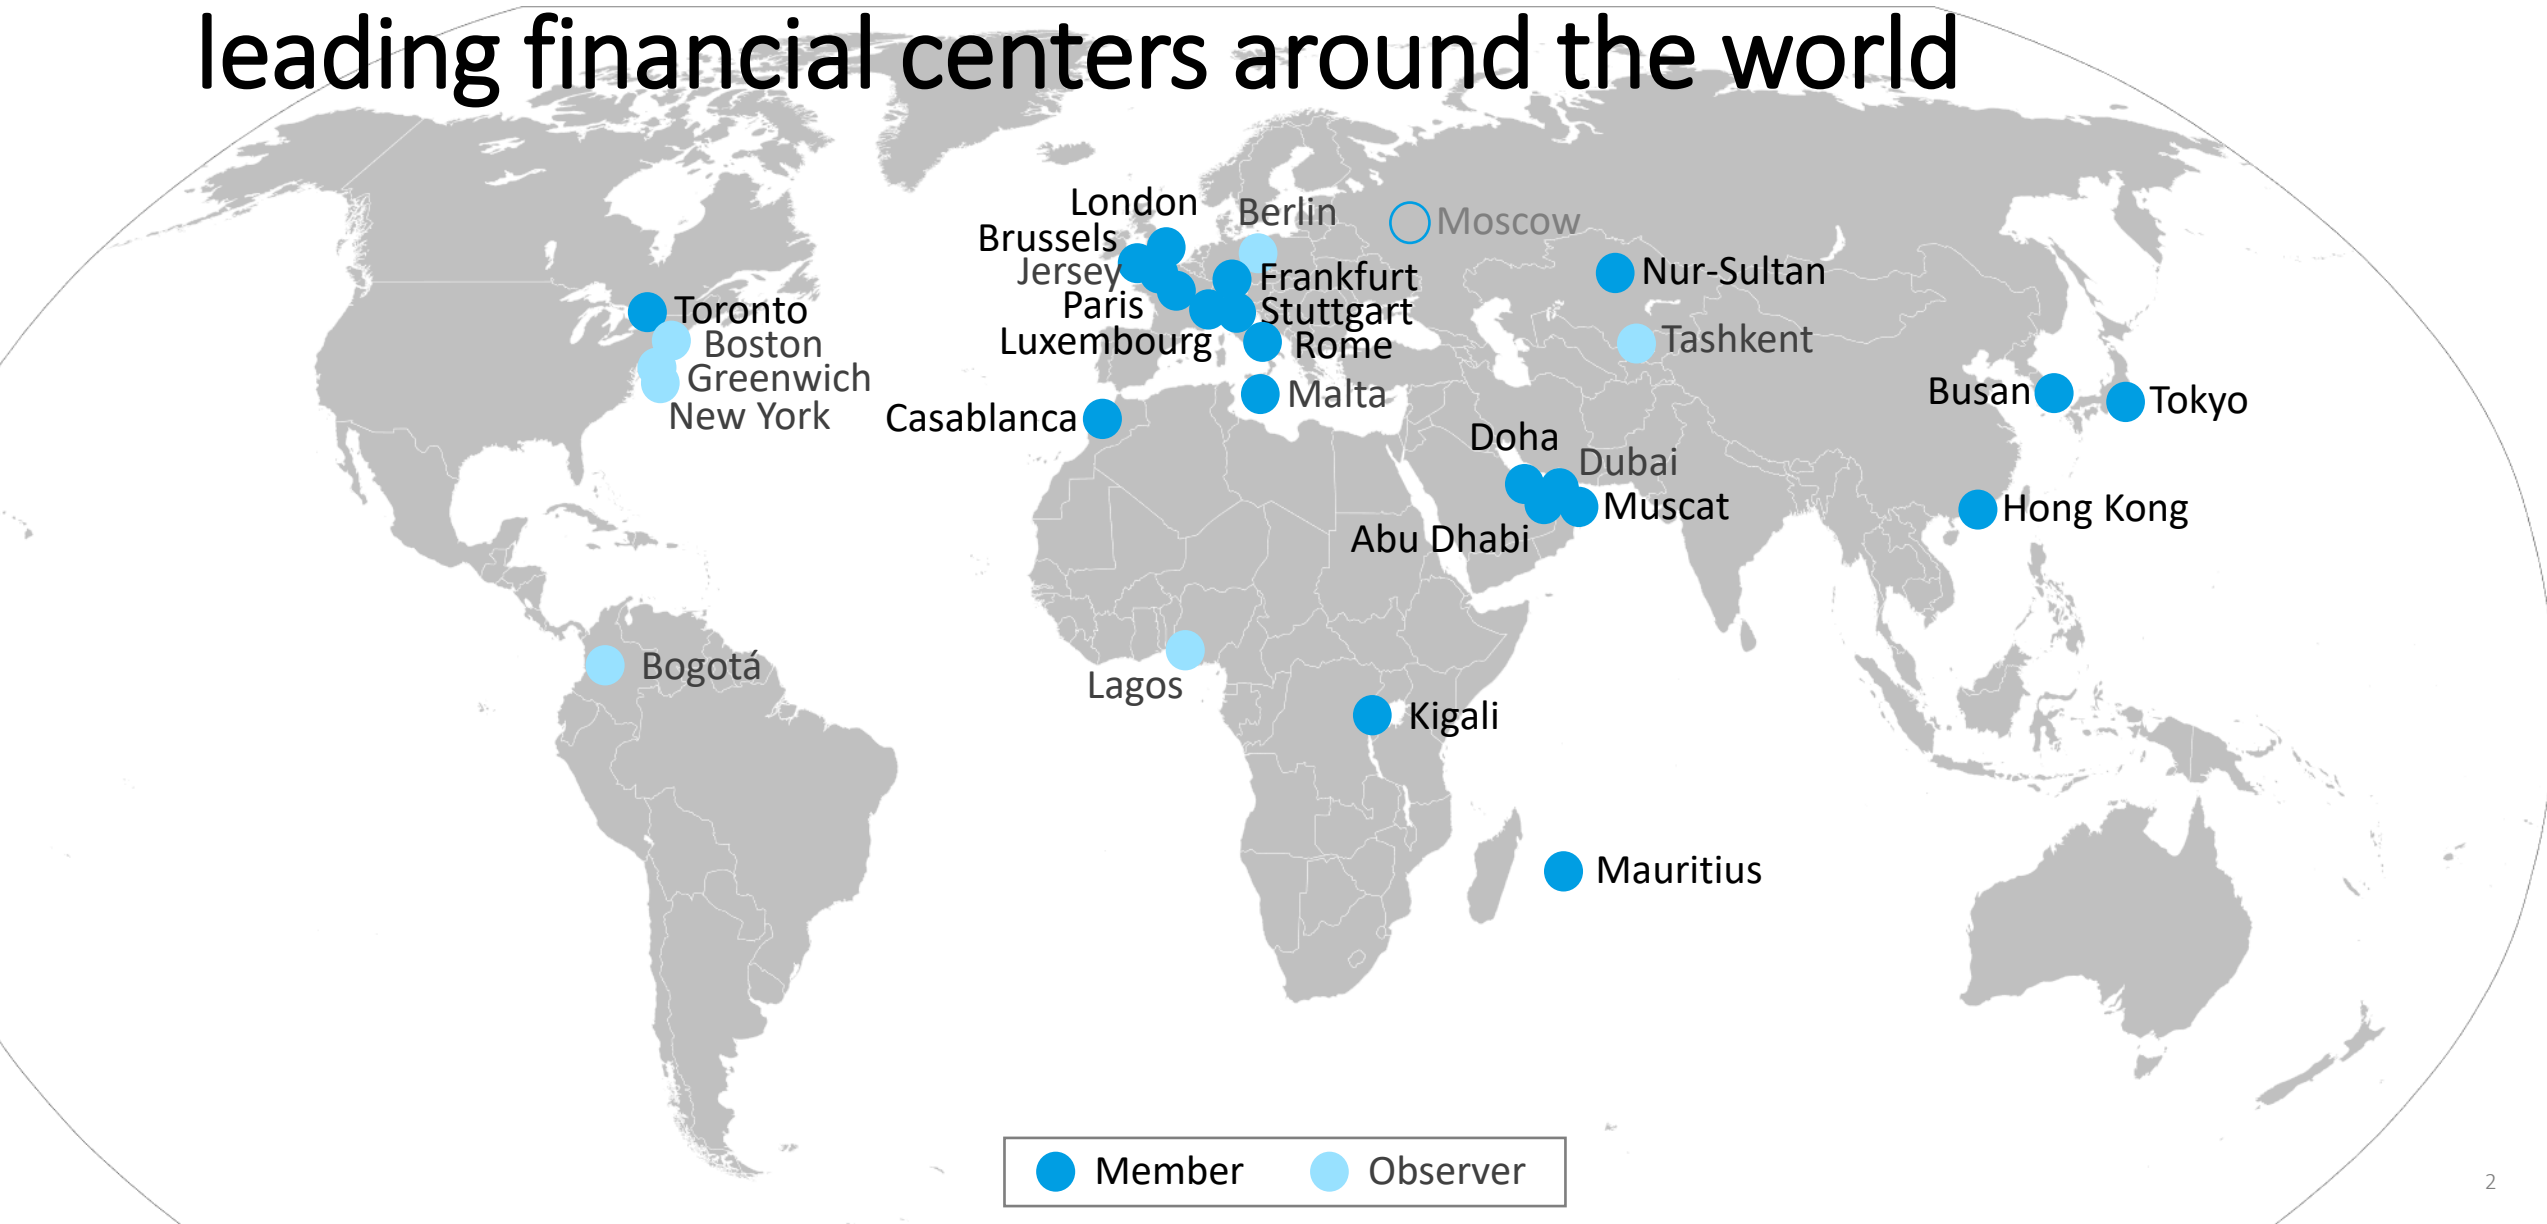 leading financial centers around the world
London
Berlin
Moscow
Brussels
Jersey
Frankfurt
Nur-Sultan
Paris
Stuttgart
Toronto
Boston
Luxembourg
Rome
Tashkent
Greenwich
Malta
New York
Casablanca
Busan
Tokyo
Doha
Dubai
Muscat
Hong Kong
Abu Dhabi
Bogotá
Lagos
Kigali
Mauritius
Member
Observer
2